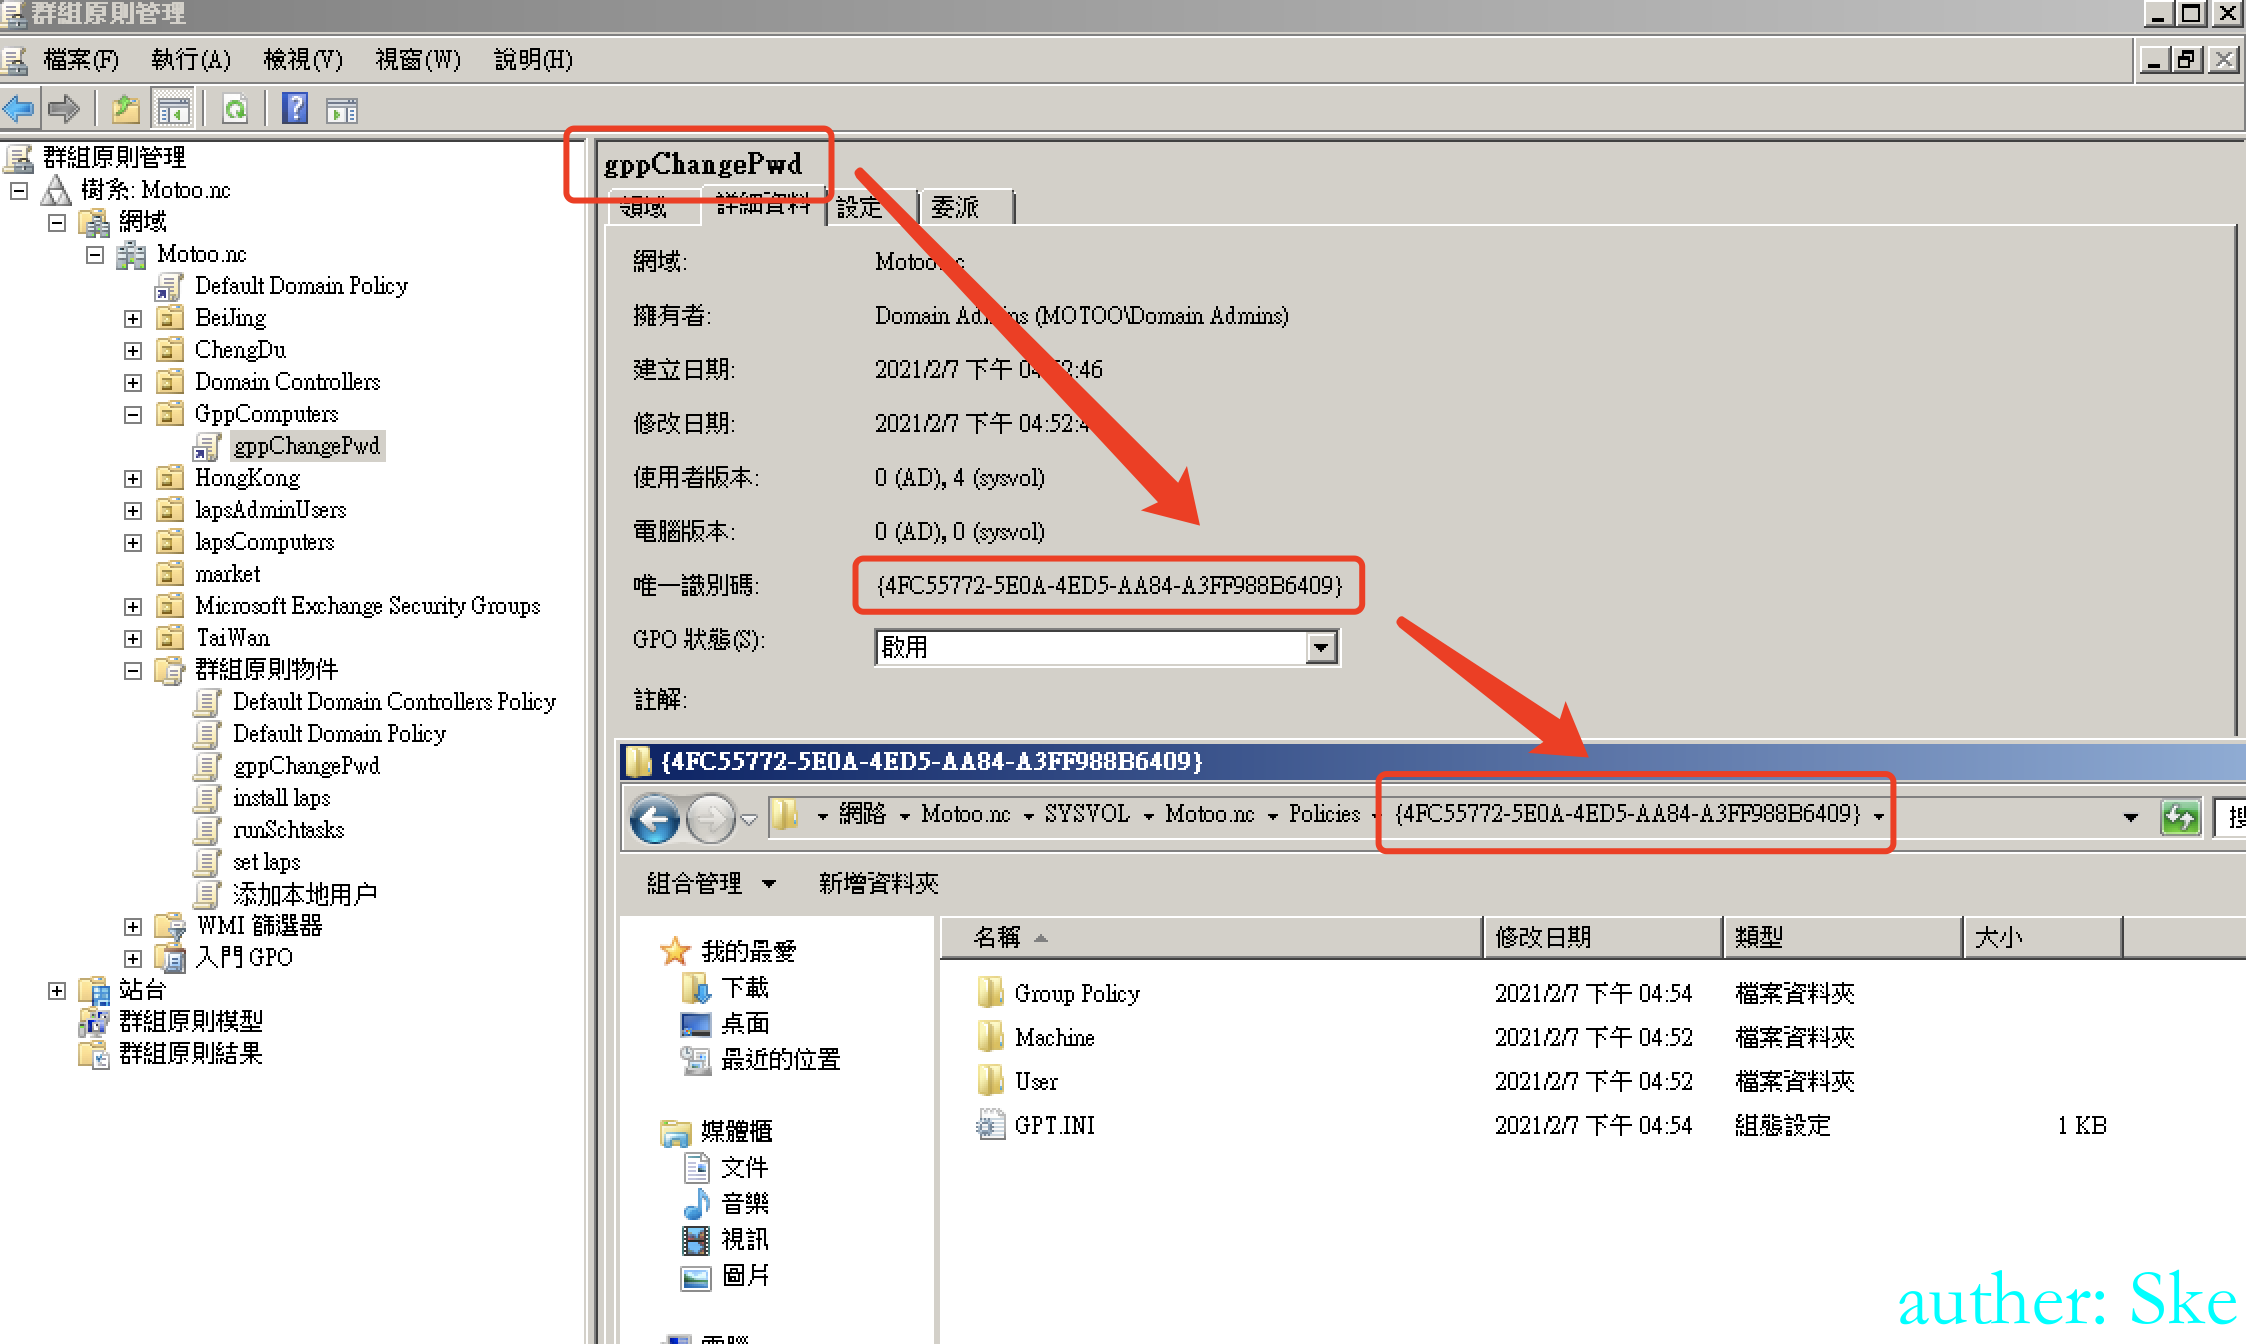 群組原則管理
檔案(F) 執行(A) 檢視(V) 視窗(W) 說明(H)
群組原則管理
樹系: Motoo.nc
網域
Motoo.nc
Default Domain Policy
BeiJing
ChengDu
Domain Controllers
GppComputers
gppChangePwd
HongKong
lapsAdminUsers
lapsComputers
market
Microsoft Exchange Security Groups
TaiWan
群組原則物件
Default Domain Controllers Policy
Default Domain Policy
gppChangePwd
install laps
runSchtasks
set laps
添加本地用户
WMI 篩選器
入門 GPO
站台
群組原則模型
群組原則結果
gppChangePwd
領域 詳細資料 設定 委派
網域: Motoo.nc
擁有者: Domain Admins (MOTOO\Domain Admins)
建立日期: 2021/2/7 下午 04:52:46
修改日期: 2021/2/7 下午 04:52:4
使用者版本: 0 (AD), 4 (sysvol)
電腦版本: 0 (AD), 0 (sysvol)
唯一識別碼: {4FC55772-5E0A-4ED5-AA84-A3FF988B6409}
GPO 狀態(S): 啟用
註解:
{4FC55772-5E0A-4ED5-AA84-A3FF988B6409}
網路 Motoo.nc SYSVOL Motoo.nc Policies {4FC55772-5E0A-4ED5-AA84-A3FF988B6409} 搜
組合管理 新增資料夾
我的最愛
下載
桌面
最近的位置
媒體櫃
文件
音樂
視訊
圖片
電腦
名稱 修改日期 類型 大小
Group Policy 2021/2/7 下午 04:54 檔案資料夾
Machine 2021/2/7 下午 04:52 檔案資料夾
User 2021/2/7 下午 04:52 檔案資料夾
GPT.INI 2021/2/7 下午 04:54 組態設定 1 KB
auther: Ske